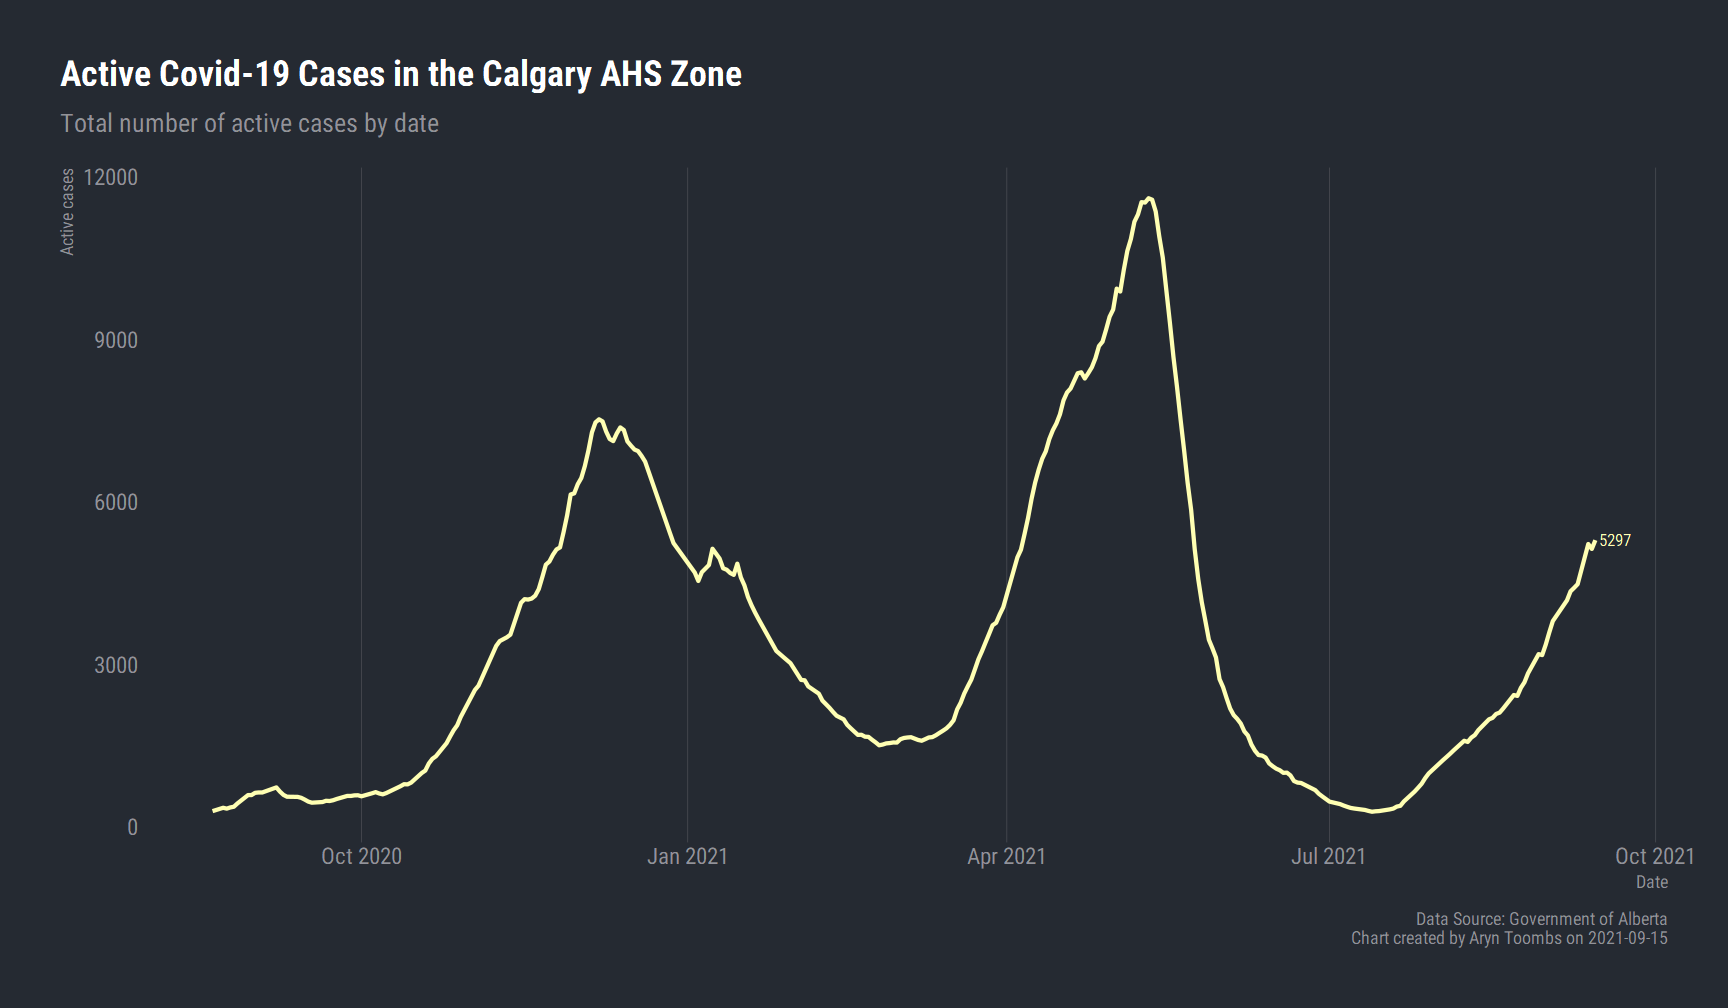 Active Covid-19 Cases in the Calgary AHS Zone
Total number of active cases by date
Active cases
12000
9000
6000
3000
0
5297
Oct 2020
Jan 2021
Apr 2021
Jul 2021
Oct 2021
Date
Data Source: Government of Alberta
Chart created by Aryn Toombs on 2021-09-15